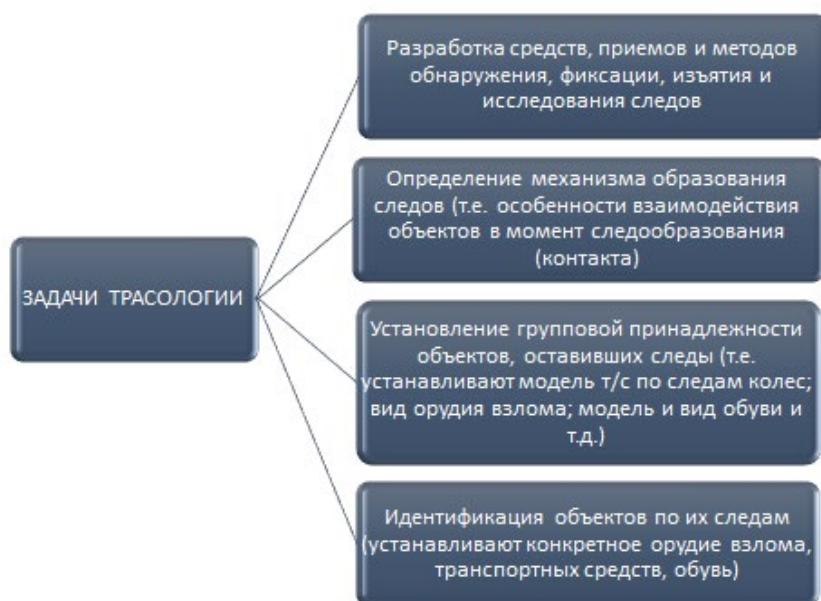 ЗАДАЧИ ТРАСОЛОГИИ
Разработка средств, приемов и методов
обнаружения, фиксации, изъятия и
исследования следов
Определение механизма образования
следов (т.е. особенности взаимодействия
объектов в момент следообразования
(контакта)
Установление групповой принадлежности
объектов, оставивших следы (т.е.
устанавливают модель т/с по следам колес;
вид орудия взлома; модель и вид обуви и
т.д.)
Идентификация объектов по их следам
(устанавливают конкретное орудие взлома,
транспортных средств, обувь)